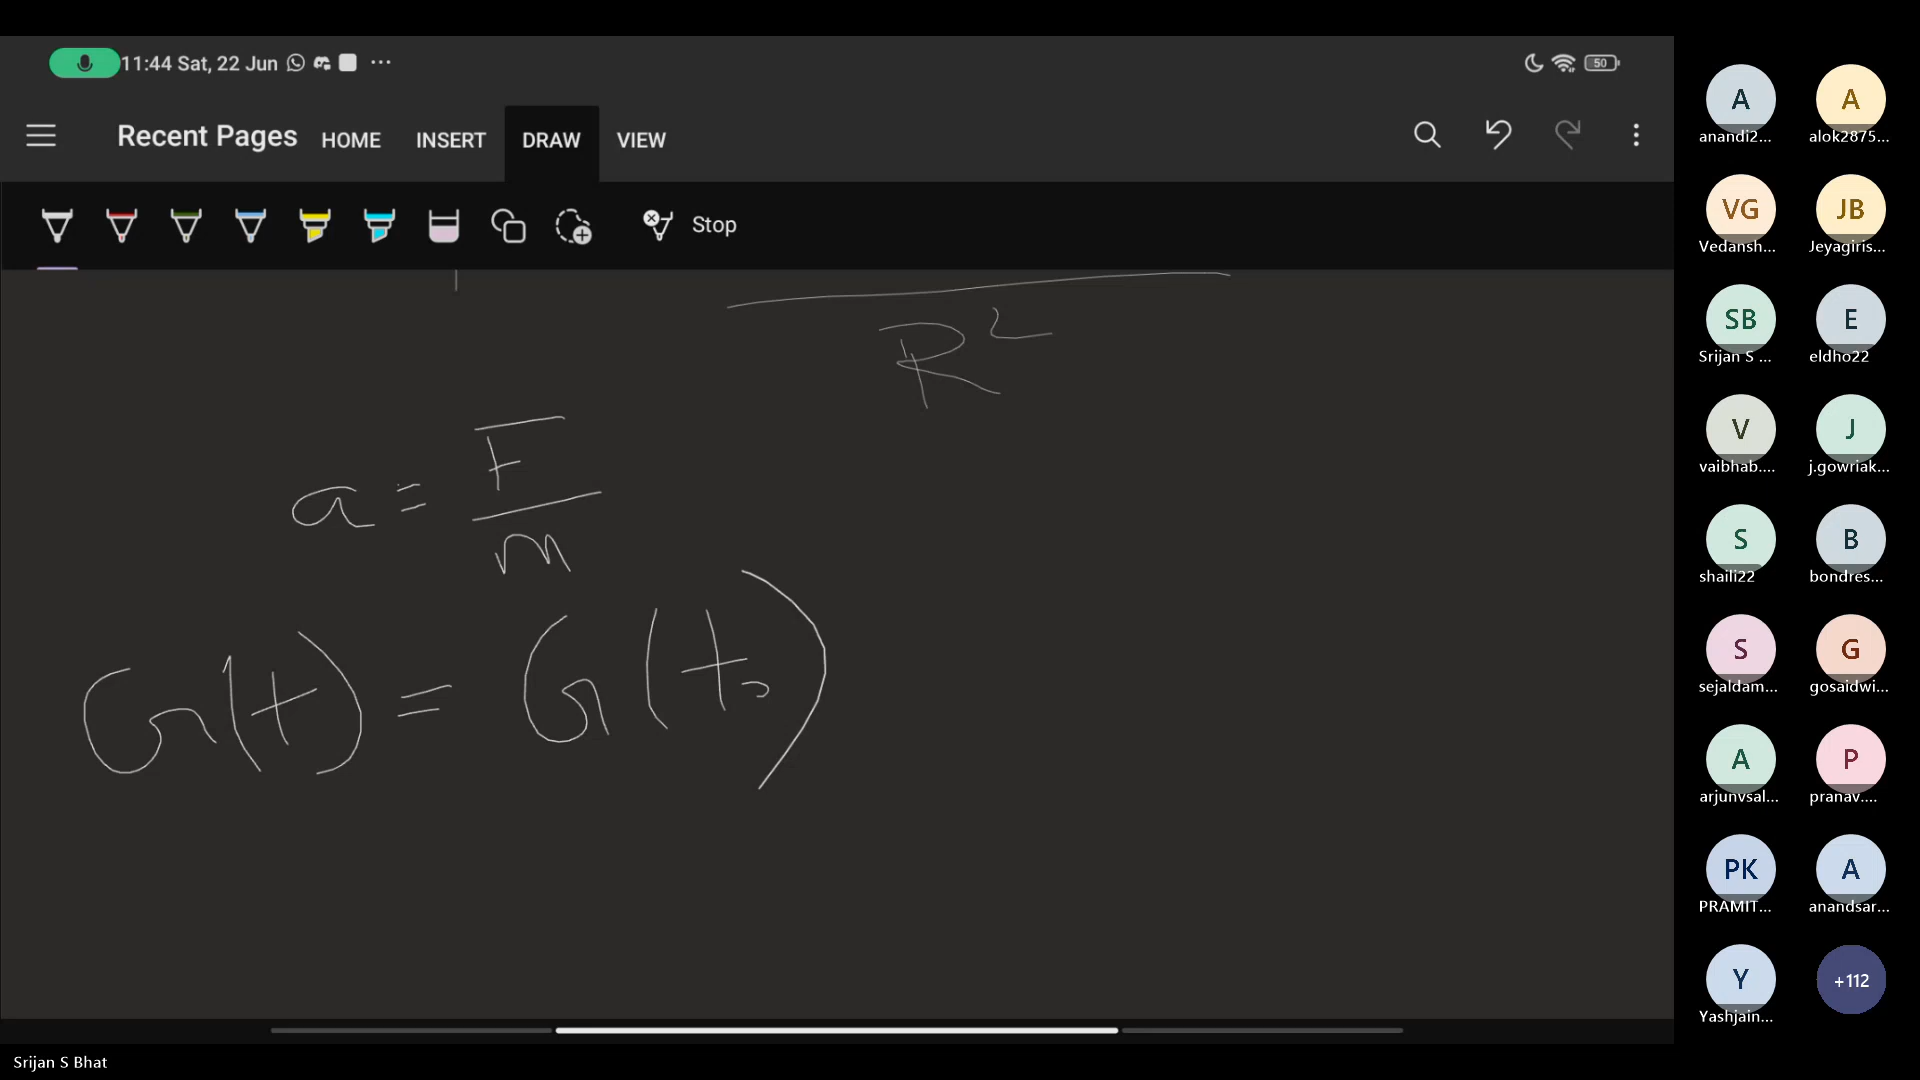 11:44 Sat, 22 Jun ··· 50
Recent Pages HOME INSERT DRAW VIEW
Stop
R²
a = F/m
G(t) = G(t₀)
A A
anandi2... alok2875...
VG JB
Vedansh... Jeyagiris...
SB E
Srijan S ... eldho22
V J
vaibhab.... j.gowriak...
S B
shaili22 bondres...
S G
sejaldam... gosaidwi...
A P
arjunvsal... pranav....
PK A
PRAMIT... anandsar...
Y +112
Yashjain...
Srijan S Bhat